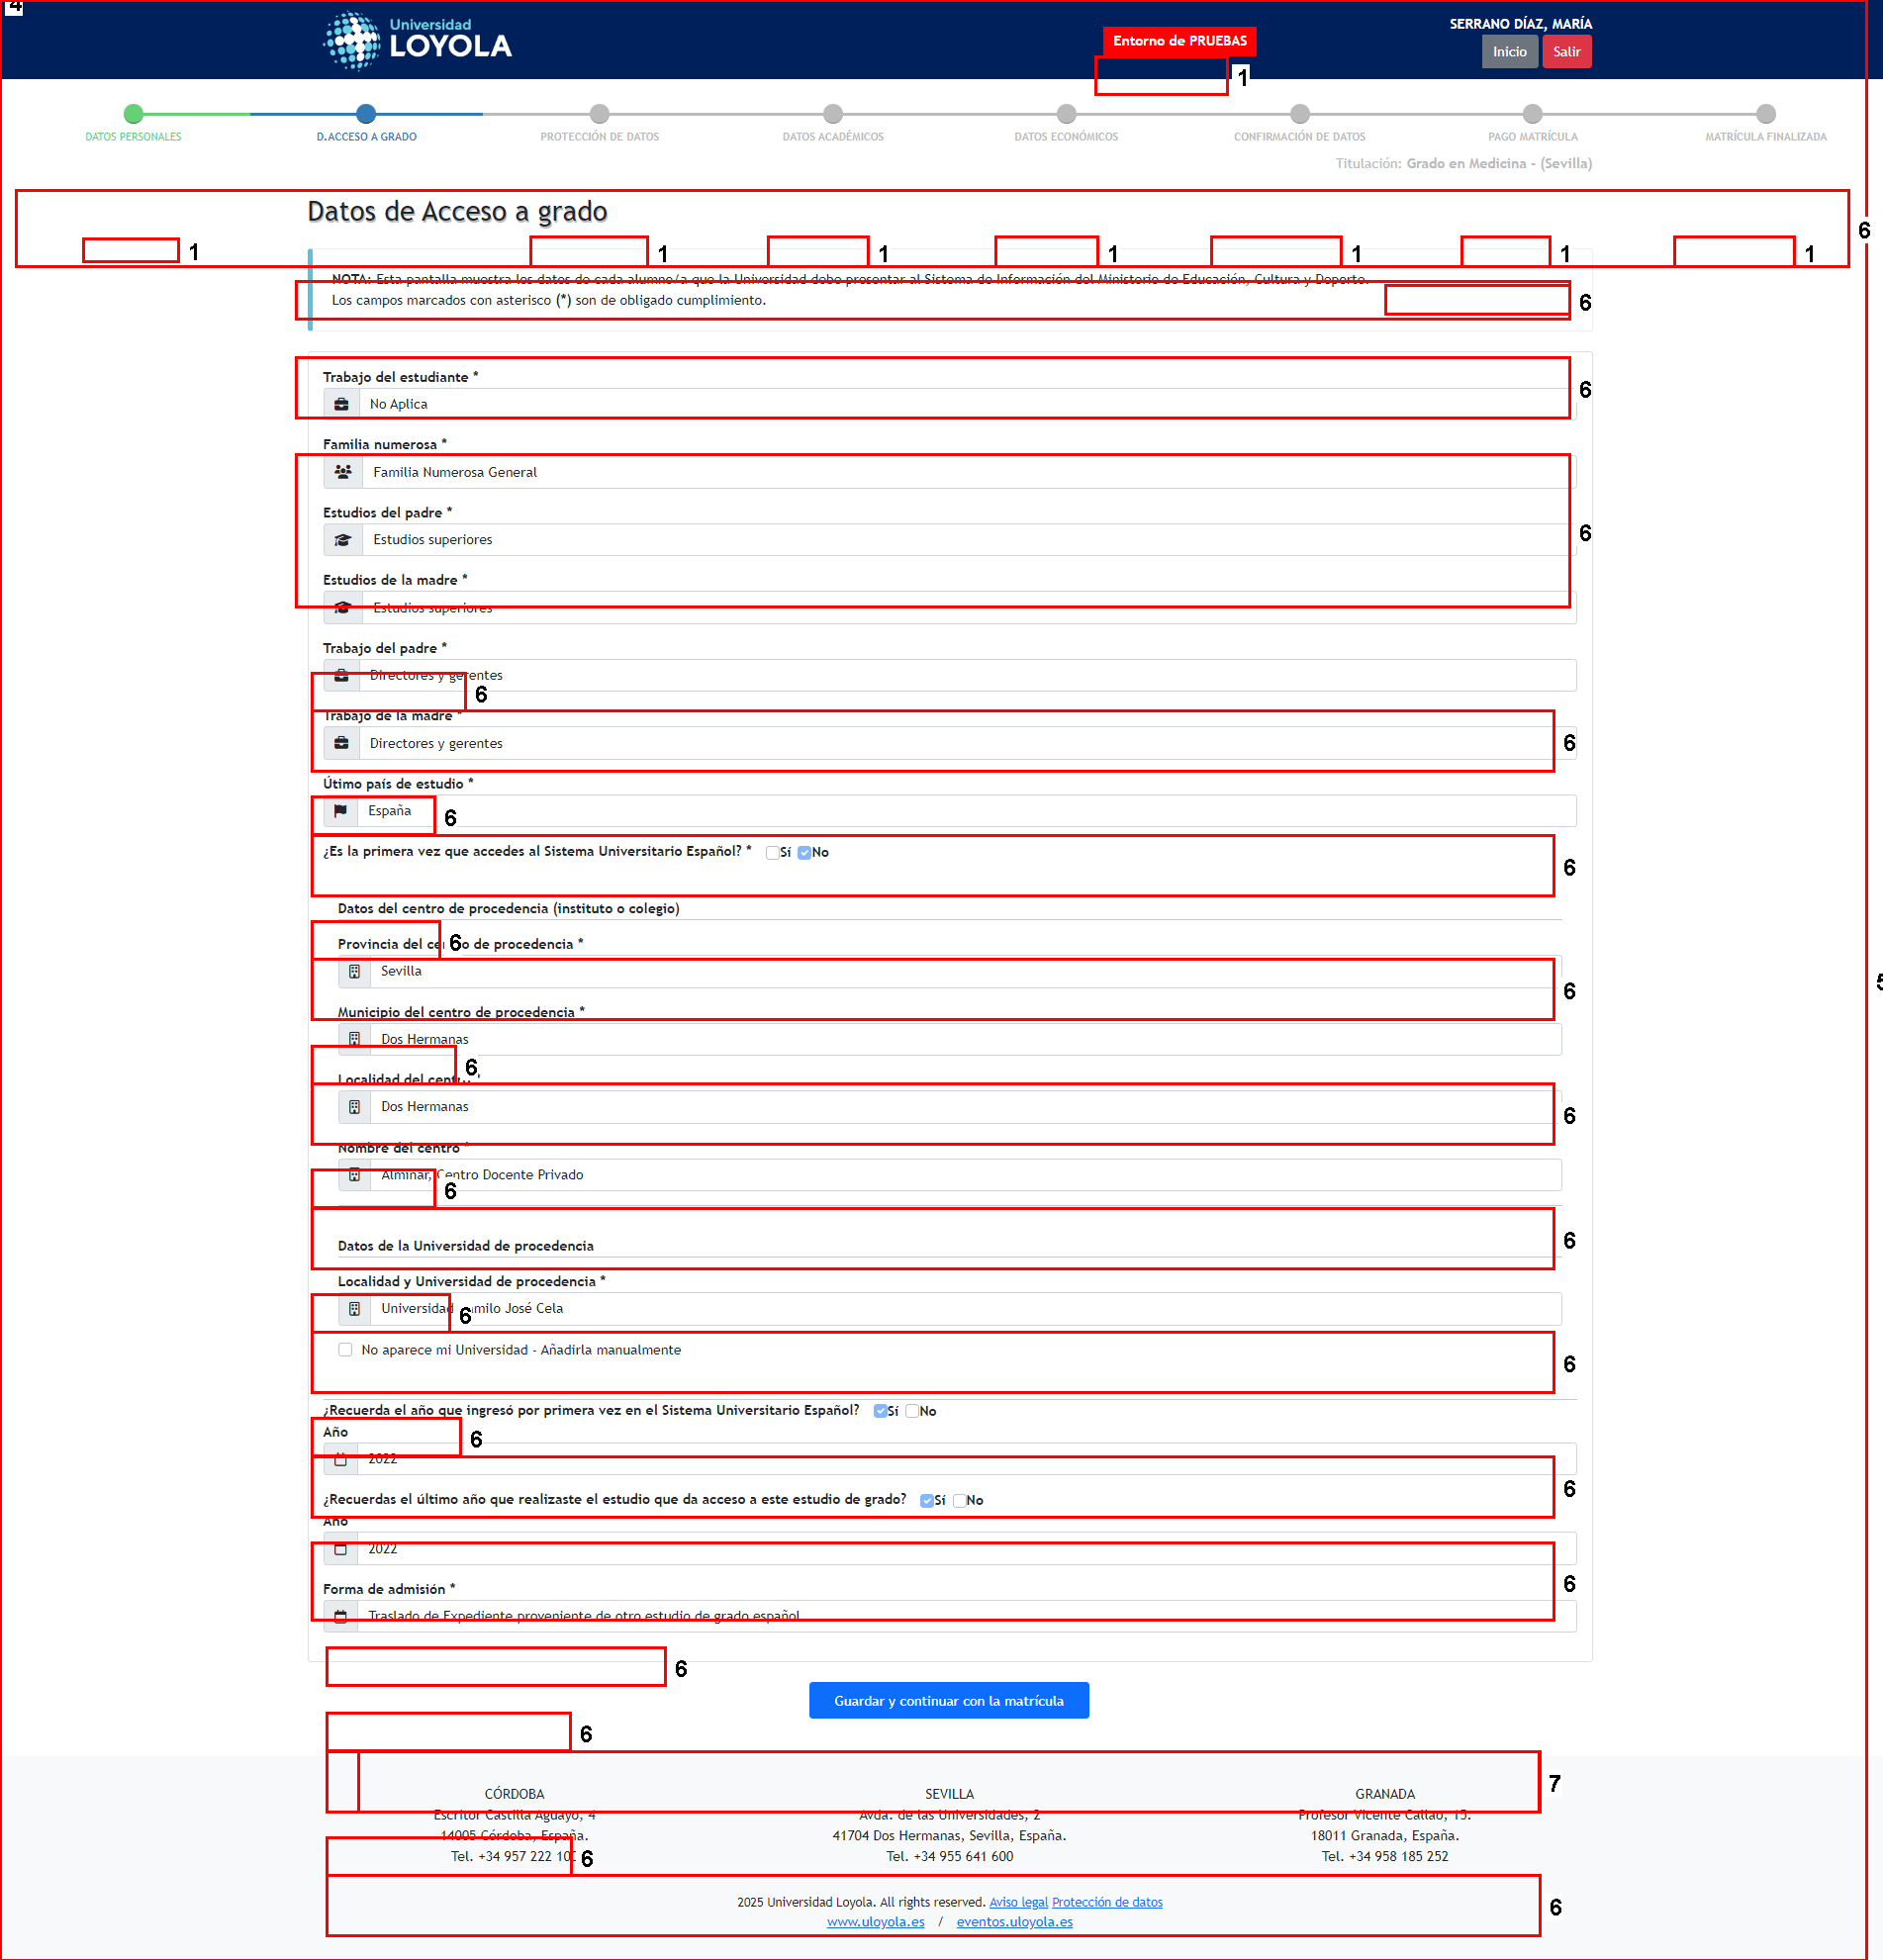 4
Universidad
LOYOLA
Entorno de PRUEBAS
SERRANO DÍAZ, MARÍA
Inicio
Salir
1
DATOS PERSONALES
D.ACCESO A GRADO
PROTECCIÓN DE DATOS
DATOS ACADÉMICOS
DATOS ECONÓMICOS
CONFIRMACIÓN DE DATOS
PAGO MATRÍCULA
MATRÍCULA FINALIZADA
Titulación: Grado en Medicina - (Sevilla)
Datos de Acceso a grado
6
1 1 1 1 1 1 1
NOTA: Esta pantalla muestra los datos de cada alumno/a que la Universidad debe presentar al Sistema de Información del Ministerio de Educación, Cultura y Deporte.
Los campos marcados con asterisco (*) son de obligado cumplimiento.
6
Trabajo del estudiante *
6
No Aplica
Familia numerosa *
Familia Numerosa General
Estudios del padre *
6
Estudios superiores
Estudios de la madre *
Estudios superiores
Trabajo del padre *
Directores y gerentes
6
Trabajo de la madre *
Directores y gerentes
6
Útimo país de estudio *
España
6
¿Es la primera vez que accedes al Sistema Universitario Español? * Sí No
6
Datos del centro de procedencia (instituto o colegio)
Provincia del centro de procedencia *
6
Sevilla
5
6
Municipio del centro de procedencia *
Dos Hermanas
6
Localidad del centro *
Dos Hermanas
6
Nombre del centro *
Alminar, Centro Docente Privado
6
Datos de la Universidad de procedencia
6
Localidad y Universidad de procedencia *
Universidad Camilo José Cela
6
No aparece mi Universidad - Añadirla manualmente
6
¿Recuerda el año que ingresó por primera vez en el Sistema Universitario Español? Sí No
Año
6
2022
6
¿Recuerdas el último año que realizaste el estudio que da acceso a este estudio de grado? Sí No
Año
2022
6
Forma de admisión *
Traslado de Expediente proveniente de otro estudio de grado español
6
Guardar y continuar con la matrícula
6
7
CÓRDOBA
Escritor Castilla Aguayo, 4
14005 Córdoba, España.
Tel. +34 957 222 10
6
SEVILLA
Avda. de las Universidades, 2
41704 Dos Hermanas, Sevilla, España.
Tel. +34 955 641 600
GRANADA
Profesor Vicente Callao, 15.
18011 Granada, España.
Tel. +34 958 185 252
2025 Universidad Loyola. All rights reserved. Aviso legal Protección de datos
6
www.uloyola.es / eventos.uloyola.es